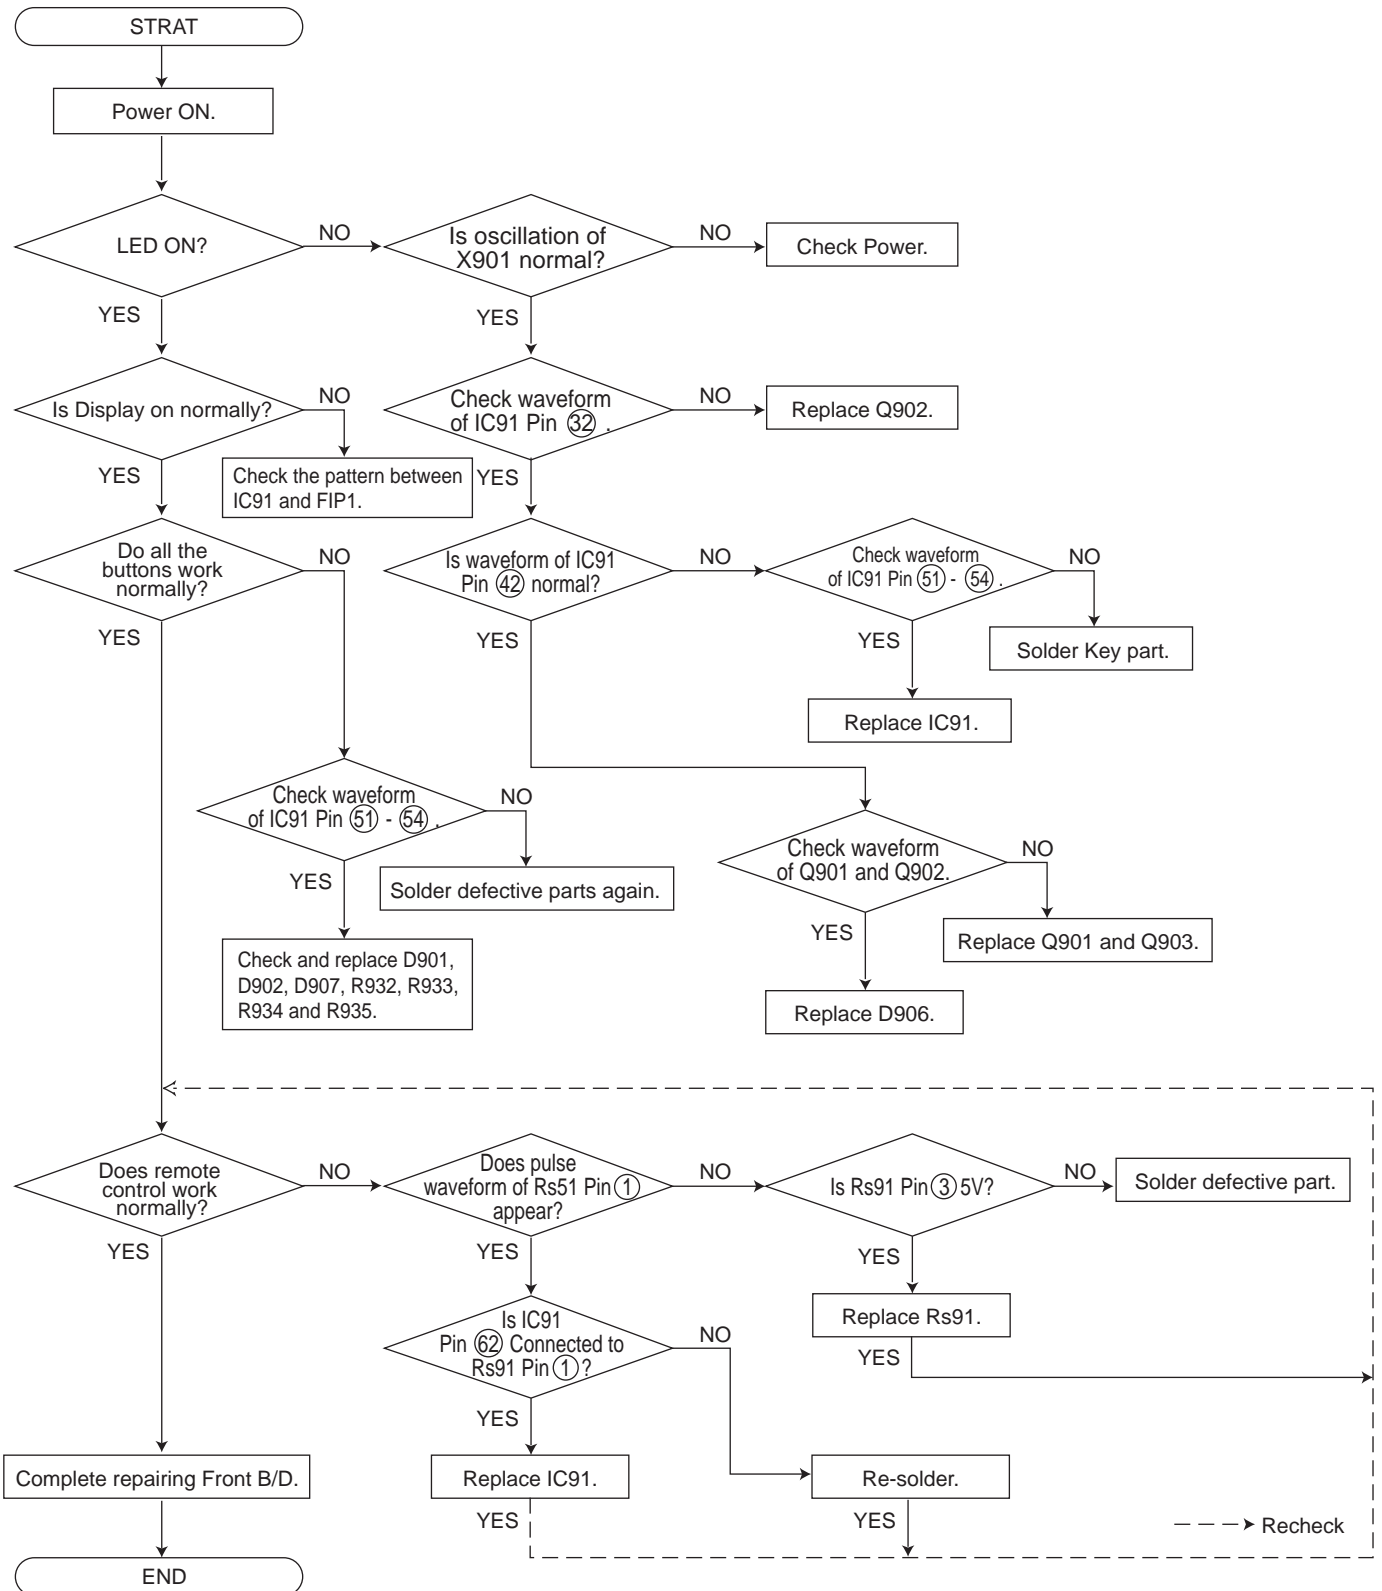 STRAT
Power ON.
LED ON?
NO
Is oscillation of
X901 normal?
NO
Check Power.
YES
YES
Is Display on normally?
NO
Check waveform
of IC91 Pin 32 .
NO
Replace Q902.
YES
Check the pattern between
IC91 and FIP1.
YES
Do all the
buttons work
normally?
NO
Is waveform of IC91
Pin 42 normal?
NO
Check waveform
of IC91 Pin 51 - 54 .
NO
YES
YES
YES
Solder Key part.
Replace IC91.
Check waveform
of IC91 Pin 51 - 54 .
NO
YES
Solder defective parts again.
Check waveform
of Q901 and Q902.
NO
YES
Replace Q901 and Q903.
Check and replace D901,
D902, D907, R932, R933,
R934 and R935.
Replace D906.
Does remote
control work
normally?
NO
Does pulse
waveform of Rs51 Pin 1
appear?
NO
Is Rs91 Pin 3 5V?
NO
Solder defective part.
YES
YES
YES
Is IC91
Pin 62 Connected to
Rs91 Pin 1 ?
NO
Replace Rs91.
YES
YES
Complete repairing Front B/D.
Replace IC91.
Re-solder.
YES
YES
Recheck
END